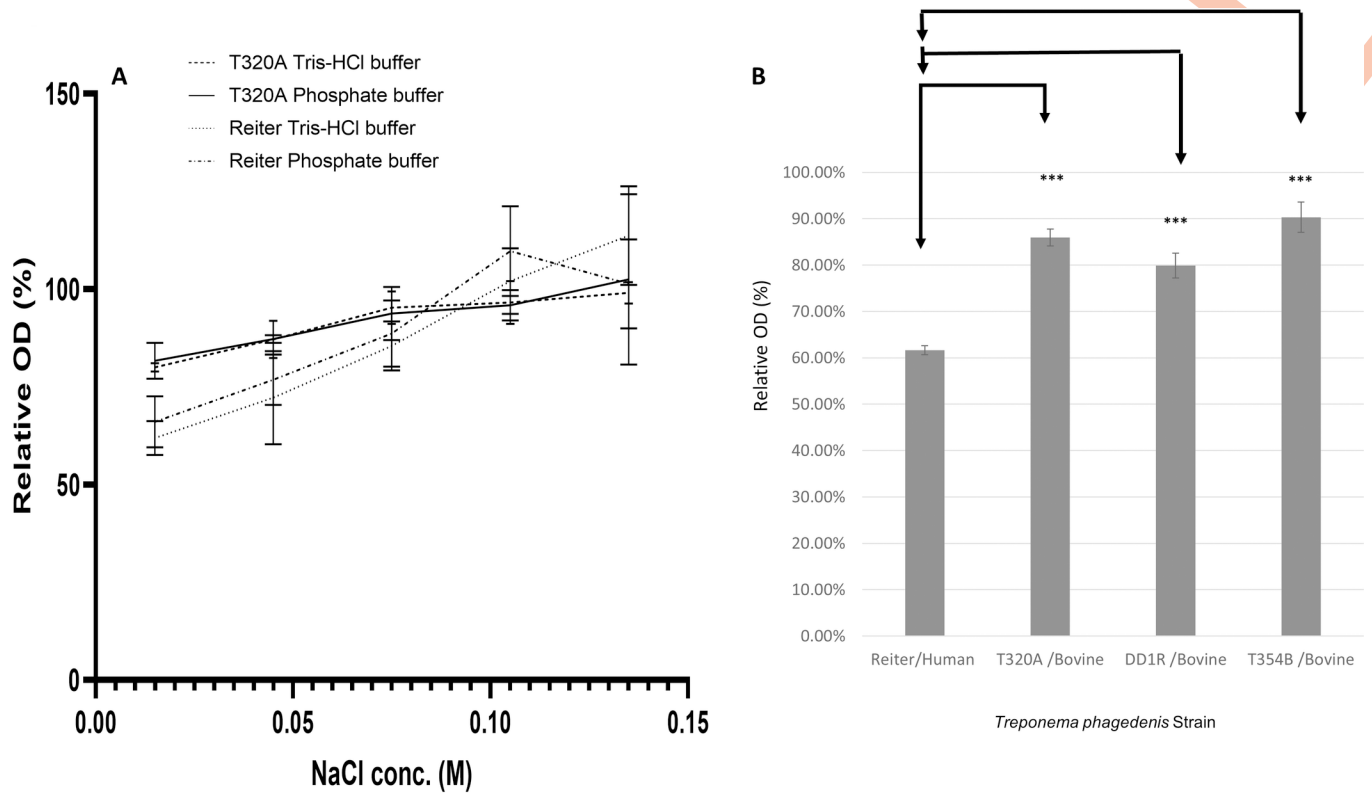 A
T320A Tris-HCl buffer
T320A Phosphate buffer
Reiter Tris-HCl buffer
Reiter Phosphate buffer
150
100
50
0
Relative OD (%)
0.00
0.05
0.10
0.15
NaCl conc. (M)
B
***
***
***
100.00%
90.00%
80.00%
70.00%
60.00%
50.00%
40.00%
30.00%
20.00%
10.00%
0.00%
Relative OD (%)
Reiter/Human
T320A /Bovine
DD1R /Bovine
T354B /Bovine
Treponema phagedenis Strain